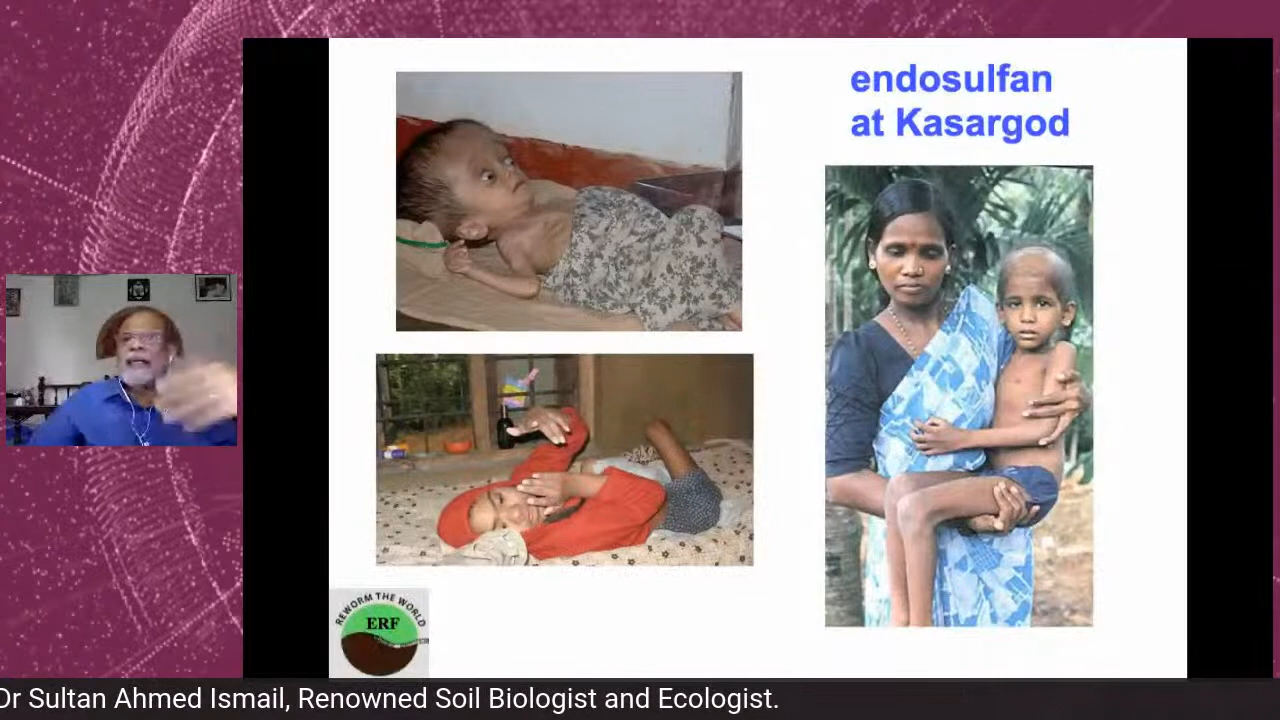 endosulfan
at Kasargod
REWORM THE WORLD
ERF
Dr Sultan Ahmed Ismail, Renowned Soil Biologist and Ecologist.